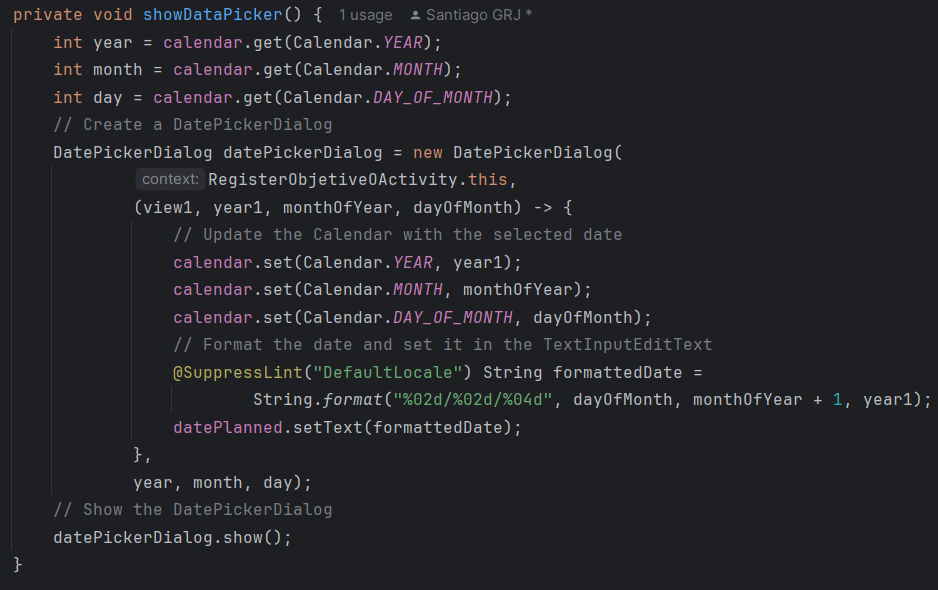 private void showDataPicker() { 1 usage Santiago GRJ *
int year = calendar.get(Calendar.YEAR);
int month = calendar.get(Calendar.MONTH);
int day = calendar.get(Calendar.DAY_OF_MONTH);
// Create a DatePickerDialog
DatePickerDialog datePickerDialog = new DatePickerDialog(
context: RegisterObjetiveOActivity.this,
(view1, year1, monthOfYear, dayOfMonth) -> {
// Update the Calendar with the selected date
calendar.set(Calendar.YEAR, year1);
calendar.set(Calendar.MONTH, monthOfYear);
calendar.set(Calendar.DAY_OF_MONTH, dayOfMonth);
// Format the date and set it in the TextInputEditText
@SuppressLint("DefaultLocale") String formattedDate =
String.format("%02d/%02d/%04d", dayOfMonth, monthOfYear + 1, year1);
datePlanned.setText(formattedDate);
},
year, month, day);
// Show the DatePickerDialog
datePickerDialog.show();
}